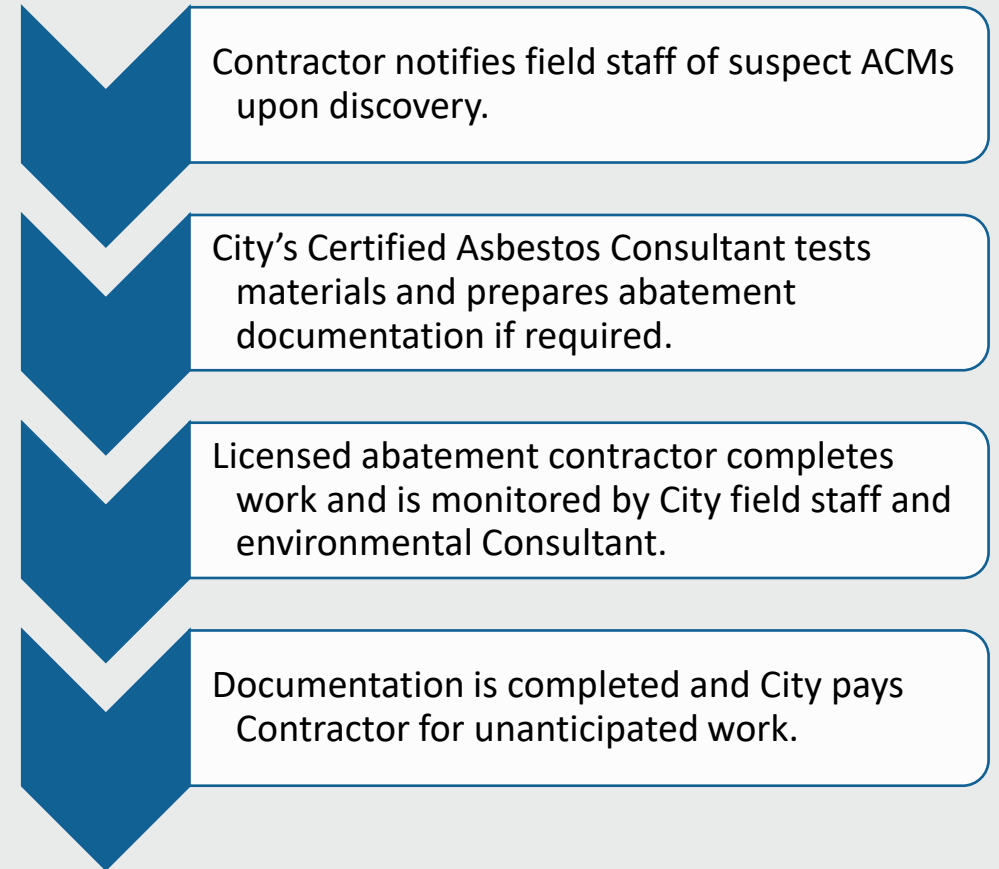 Contractor notifies field staff of suspect ACMs
upon discovery.
City’s Certified Asbestos Consultant tests
materials and prepares abatement
documentation if required.
Licensed abatement contractor completes
work and is monitored by City field staff and
environmental Consultant.
Documentation is completed and City pays
Contractor for unanticipated work.